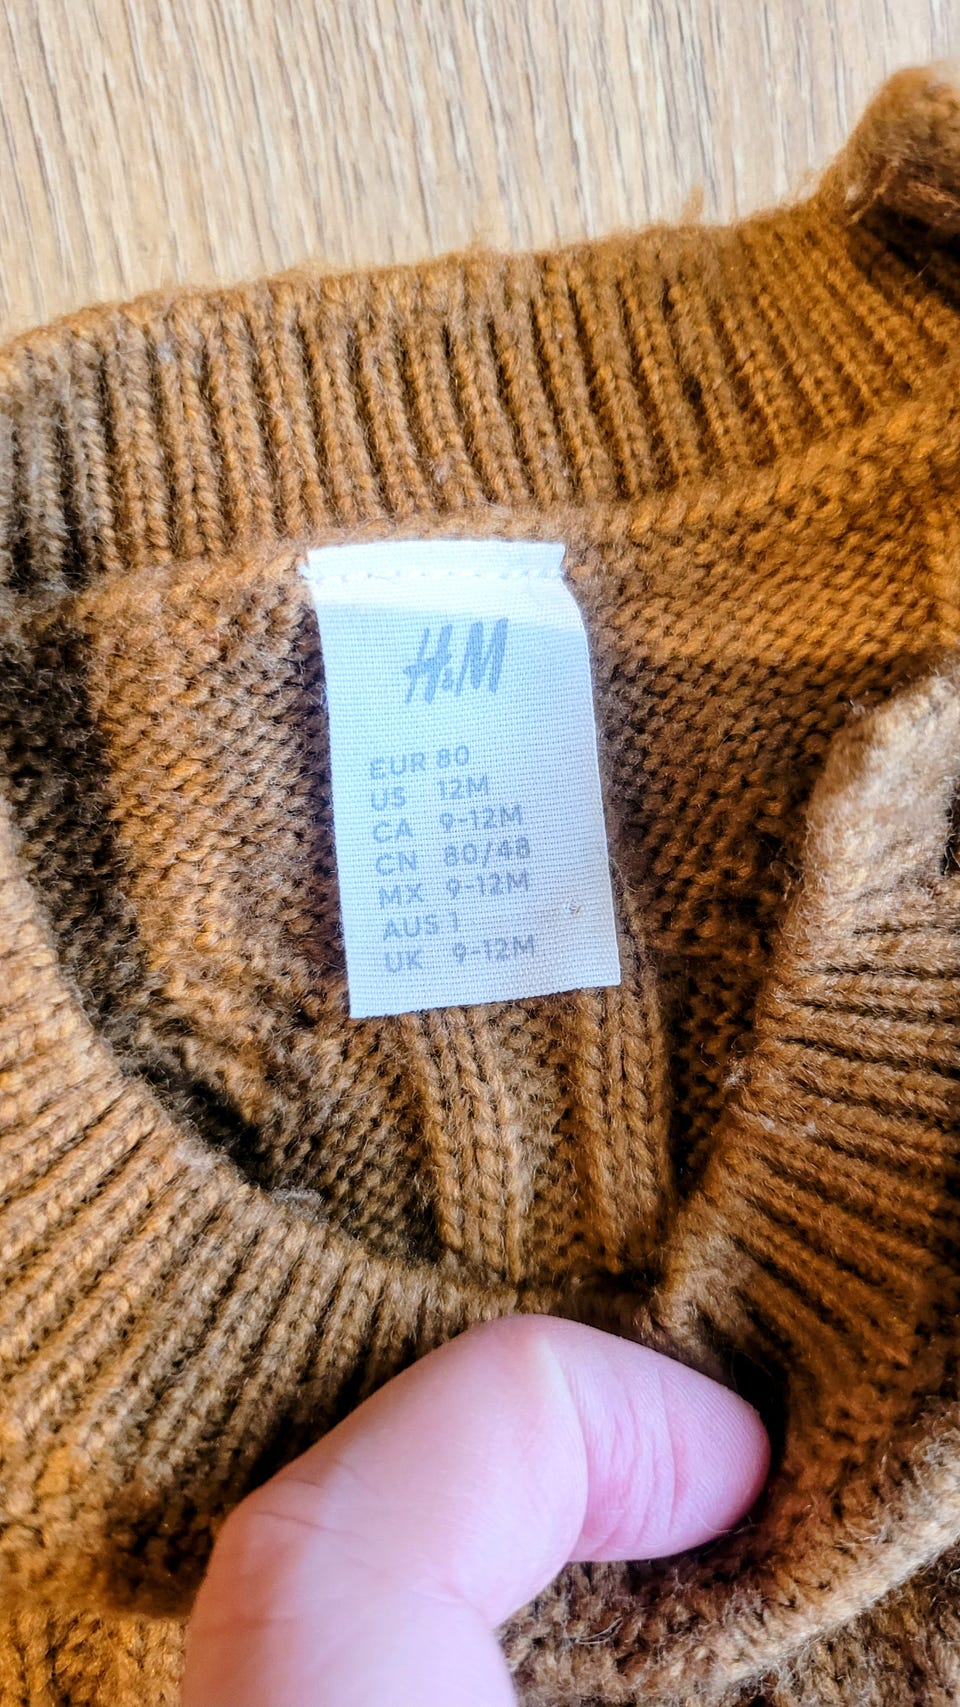 H&M
EUR 80
US 12M
CA 9-12M
CN 80/48
MX 9-12M
AUS 1
UK 9-12M